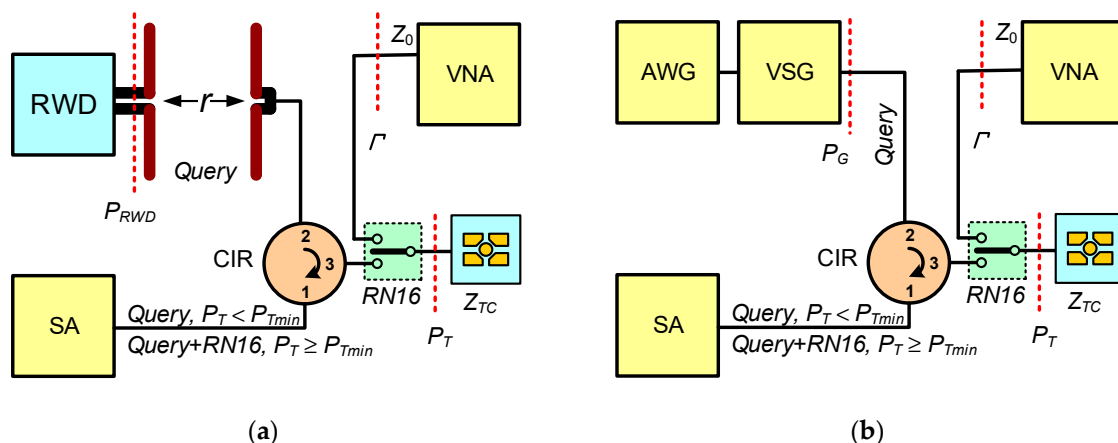 RWD
r
Query
P_RWD
Z_0
VNA
Γ
CIR
2
3
1
RN16
P_T
Z_TC
SA
Query, P_T < P_Tmin
Query+RN16, P_T ≥ P_Tmin
(a)
AWG
VSG
P_G
Query
Z_0
VNA
Γ
CIR
2
3
1
RN16
P_T
Z_TC
SA
Query, P_T < P_Tmin
Query+RN16, P_T ≥ P_Tmin
(b)